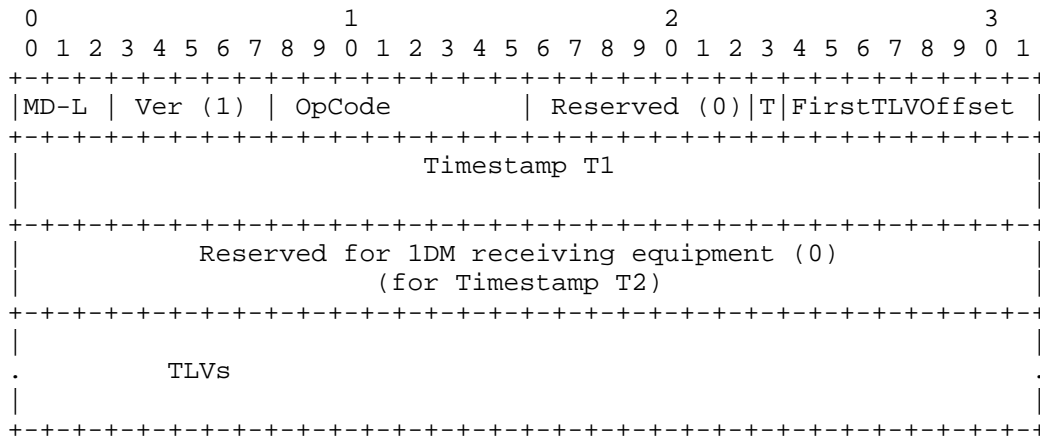 0                   1                   2                   3
 0 1 2 3 4 5 6 7 8 9 0 1 2 3 4 5 6 7 8 9 0 1 2 3 4 5 6 7 8 9 0 1
+-+-+-+-+-+-+-+-+-+-+-+-+-+-+-+-+-+-+-+-+-+-+-+-+-+-+-+-+-+-+-+-+
|MD-L | Ver (1) | OpCode        | Reserved (0)|T|FirstTLVOffset |
+-+-+-+-+-+-+-+-+-+-+-+-+-+-+-+-+-+-+-+-+-+-+-+-+-+-+-+-+-+-+-+-+
|                         Timestamp T1                          |
|                                                               |
+-+-+-+-+-+-+-+-+-+-+-+-+-+-+-+-+-+-+-+-+-+-+-+-+-+-+-+-+-+-+-+-+
|           Reserved for 1DM receiving equipment (0)            |
|                      (for Timestamp T2)                       |
+-+-+-+-+-+-+-+-+-+-+-+-+-+-+-+-+-+-+-+-+-+-+-+-+-+-+-+-+-+-+-+-+
|                                                               |
.         TLVs                                                  .
|                                                               |
+-+-+-+-+-+-+-+-+-+-+-+-+-+-+-+-+-+-+-+-+-+-+-+-+-+-+-+-+-+-+-+-+